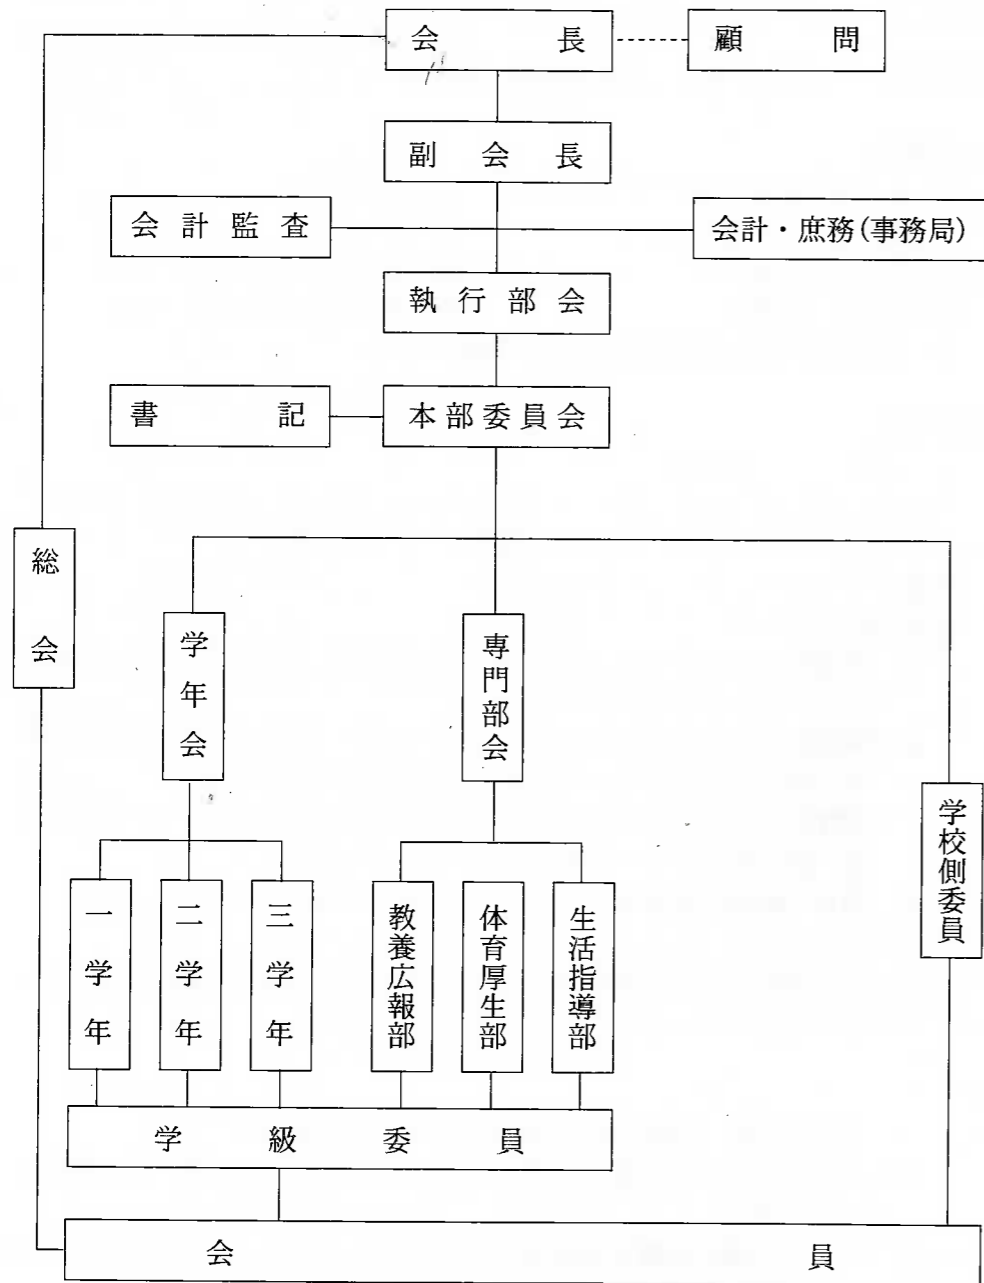 会長
顧問
副会長
会計監査
会計・庶務(事務局)
執行部会
書記
本部委員会
総会
学年会
専門部会
学校側委員
一学年
二学年
三学年
教養広報部
体育厚生部
生活指導部
学級委員
会員